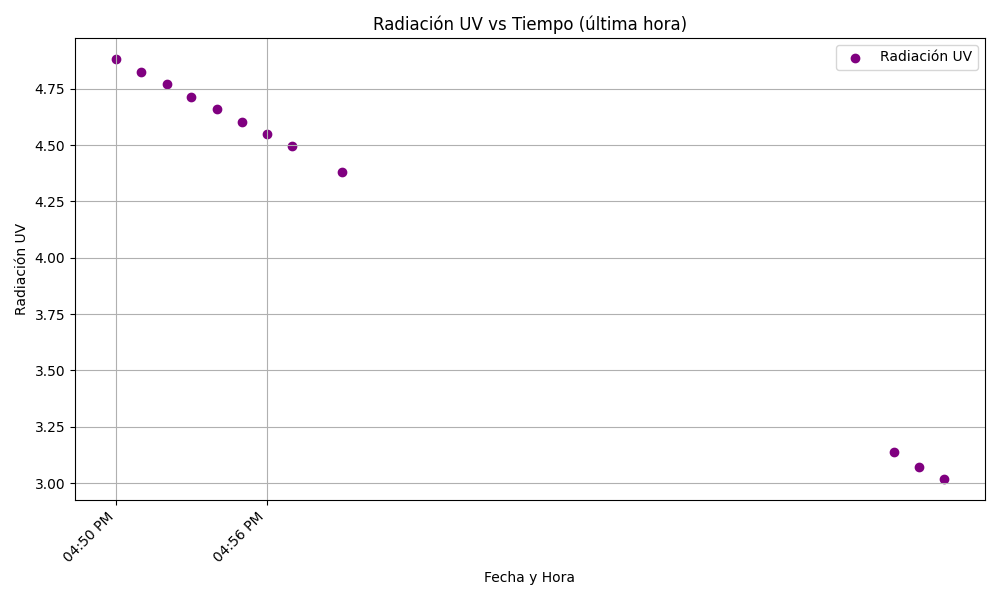 Radiación UV vs Tiempo (última hora)
Radiación UV
4.75
4.50
4.25
4.00
3.75
3.50
3.25
3.00
Radiación UV
04:50 PM
04:56 PM
Fecha y Hora